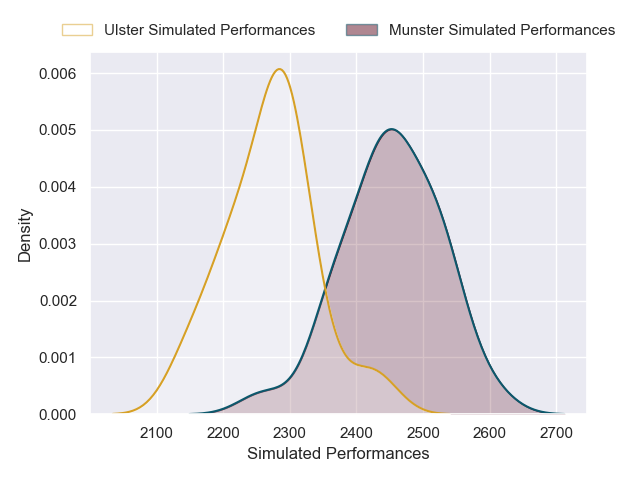 Ulster Simulated Performances
Munster Simulated Performances
0.006
0.005
0.004
0.003
0.002
0.001
0.000
Density
2100 2200 2300 2400 2500 2600 2700
Simulated Performances